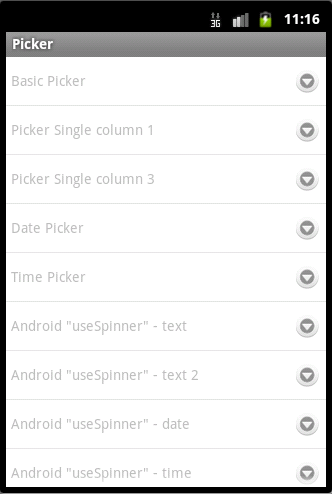 3G 11:16
Picker
Basic Picker
Picker Single column 1
Picker Single column 3
Date Picker
Time Picker
Android "useSpinner" - text
Android "useSpinner" - text 2
Android "useSpinner" - date
Android "useSpinner" - time